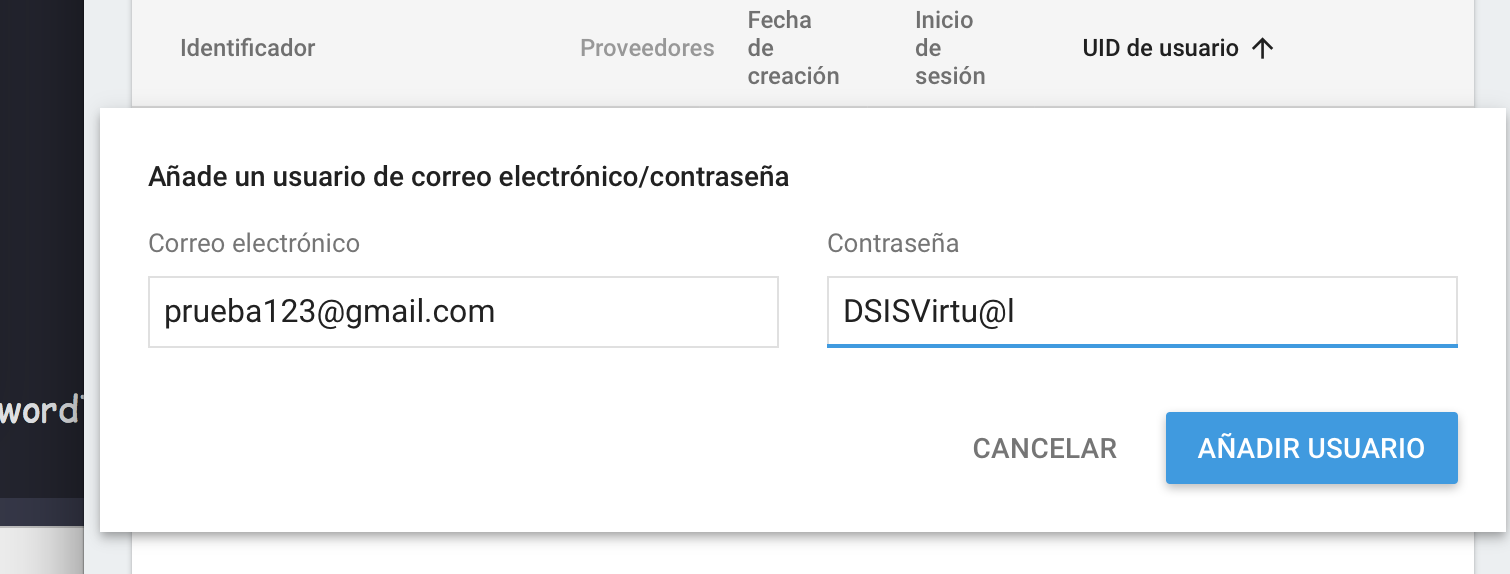 Identificador
Proveedores
Fecha
de
creación
Inicio
de
sesión
UID de usuario ↑
Añade un usuario de correo electrónico/contraseña
Correo electrónico
Contraseña
prueba123@gmail.com
DSISVirtu@l
word
CANCELAR
AÑADIR USUARIO